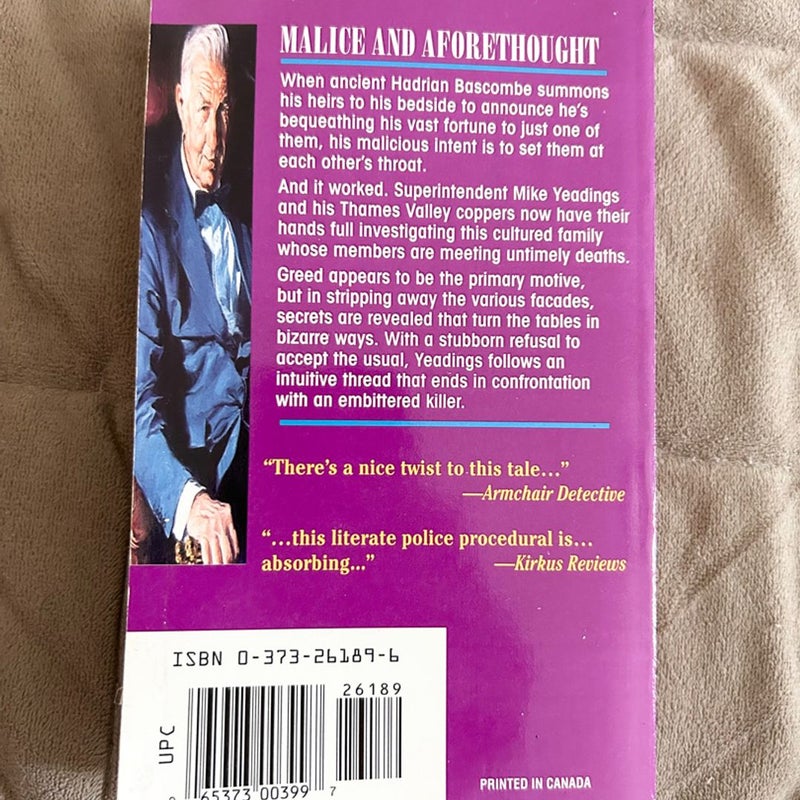 MALICE AND AFORETHOUGHT
When ancient Hadrian Bascombe summons
his heirs to his bedside to announce he's
bequeathing his vast fortune to just one of
them, his malicious intent is to set them at
each other's throat.
And it worked. Superintendent Mike Yeadings
and his Thames Valley coppers now have their
hands full investigating this cultured family
whose members are meeting untimely deaths.
Greed appears to be the primary motive,
but in stripping away the various facades,
secrets are revealed that turn the tables in
bizarre ways. With a stubborn refusal to
accept the usual, Yeadings follows an
intuitive thread that ends in confrontation
with an embittered killer.
"There's a nice twist to this tale..."
—Armchair Detective
"...this literate police procedural is...
absorbing..."
—Kirkus Reviews
ISBN 0-373-26189-6
26189
UPC
65373 00399 7
PRINTED IN CANADA